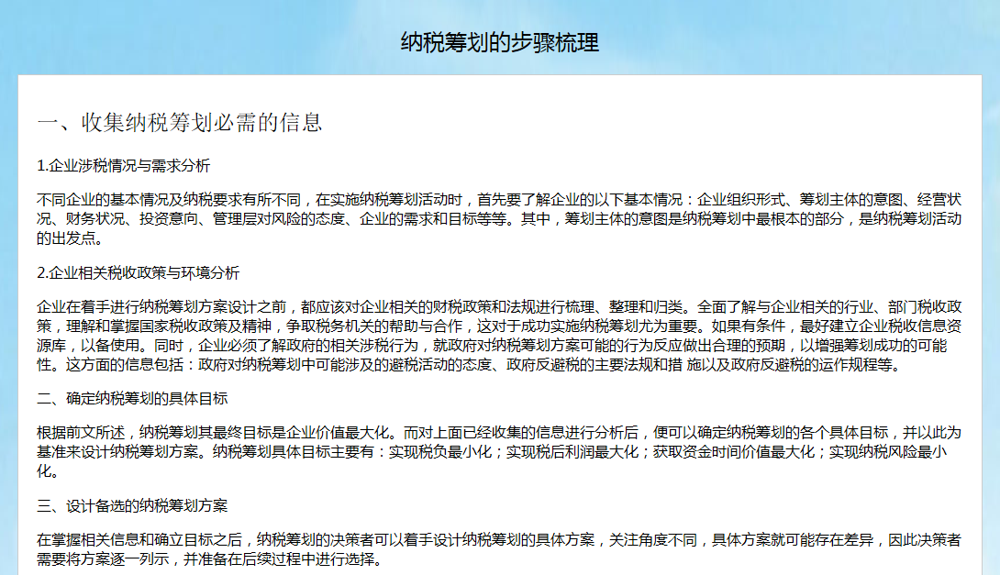 纳税筹划的步骤梳理
一、收集纳税筹划必需的信息
1.企业涉税情况与需求分析
不同企业的基本情况及纳税要求有所不同，在实施纳税筹划活动时，首先要了解企业的以下基本情况：企业组织形式、筹划主体的意图、经营状
况、财务状况、投资意向、管理层对风险的态度、企业的需求和目标等等。其中，筹划主体的意图是纳税筹划中最根本的部分，是纳税筹划活动
的出发点。
2.企业相关税收政策与环境分析
企业在着手进行纳税筹划方案设计之前，都应该对企业相关的财税政策和法规进行梳理、整理和归类。全面了解与企业相关的行业、部门税收政
策，理解和掌握国家税收政策及精神，争取税务机关的帮助与合作，这对于成功实施纳税筹划尤为重要。如果有条件，最好建立企业税收信息资
源库，以备使用。同时，企业必须了解政府的相关涉税行为，就政府对纳税筹划方案可能的行为反应做出合理的预期，以增强筹划成功的可能
性。这方面的信息包括：政府对纳税筹划中可能涉及的避税活动的态度、政府反避税的主要法规和措 施以及政府反避税的运作规程等。
二、确定纳税筹划的具体目标
根据前文所述，纳税筹划其最终目标是企业价值最大化。而对上面已经收集的信息进行分析后，便可以确定纳税筹划的各个具体目标，并以此为
基准来设计纳税筹划方案。纳税筹划具体目标主要有：实现税负最小化；实现税后利润最大化；获取资金时间价值最大化；实现纳税风险最小
化。
三、设计备选的纳税筹划方案
在掌握相关信息和确立目标之后，纳税筹划的决策者可以着手设计纳税筹划的具体方案，关注角度不同，具体方案就可能存在差异，因此决策者
需要将方案逐一列示，并准备在后续过程中进行选择。